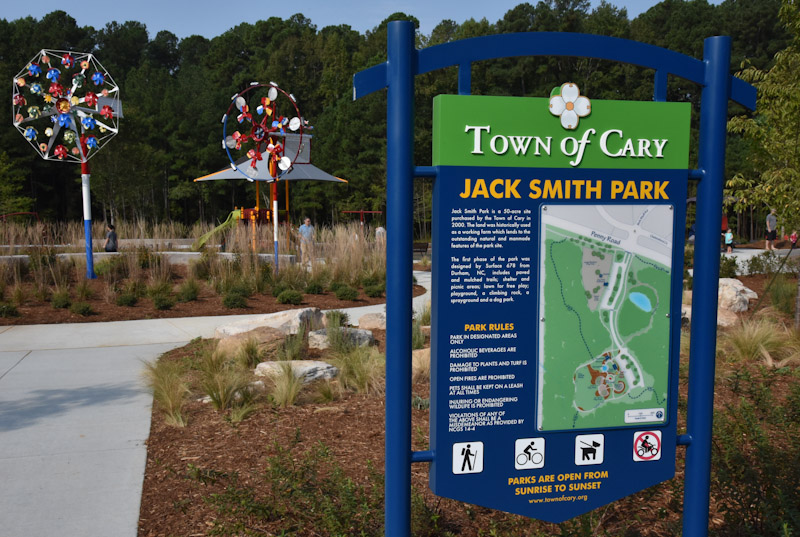 TOWN of CARY
JACK SMITH PARK
Jack Smith Park is a 50-acre site
purchased by the Town of Cary in
2000. The land was historically used
as a working farm which lends to the
outstanding natural and manmade
features of the park site.
The first phase of the park was
designed by Surface 678 from
Durham, NC, includes paved
and mulched trails; shelter and
picnic areas; lawn for free play;
playground, a climbing rock, a
sprayground and a dog park.
Penny Road
PARK RULES
PARK IN DESIGNATED AREAS
ONLY
ALCOHOLIC BEVERAGES ARE
PROHIBITED
DAMAGE TO PLANTS AND TURF IS
PROHIBITED
OPEN FIRES ARE PROHIBITED
PETS SHALL BE KEPT ON A LEASH
AT ALL TIMES
INJURING OR ENDANGERING
WILDLIFE IS PROHIBITED
VIOLATIONS OF ANY OF
THE ABOVE SHALL BE A
MISDEMEANOR AS PROVIDED BY
NCGS 14-4
PARKS ARE OPEN FROM
SUNRISE TO SUNSET
www.townofcary.org